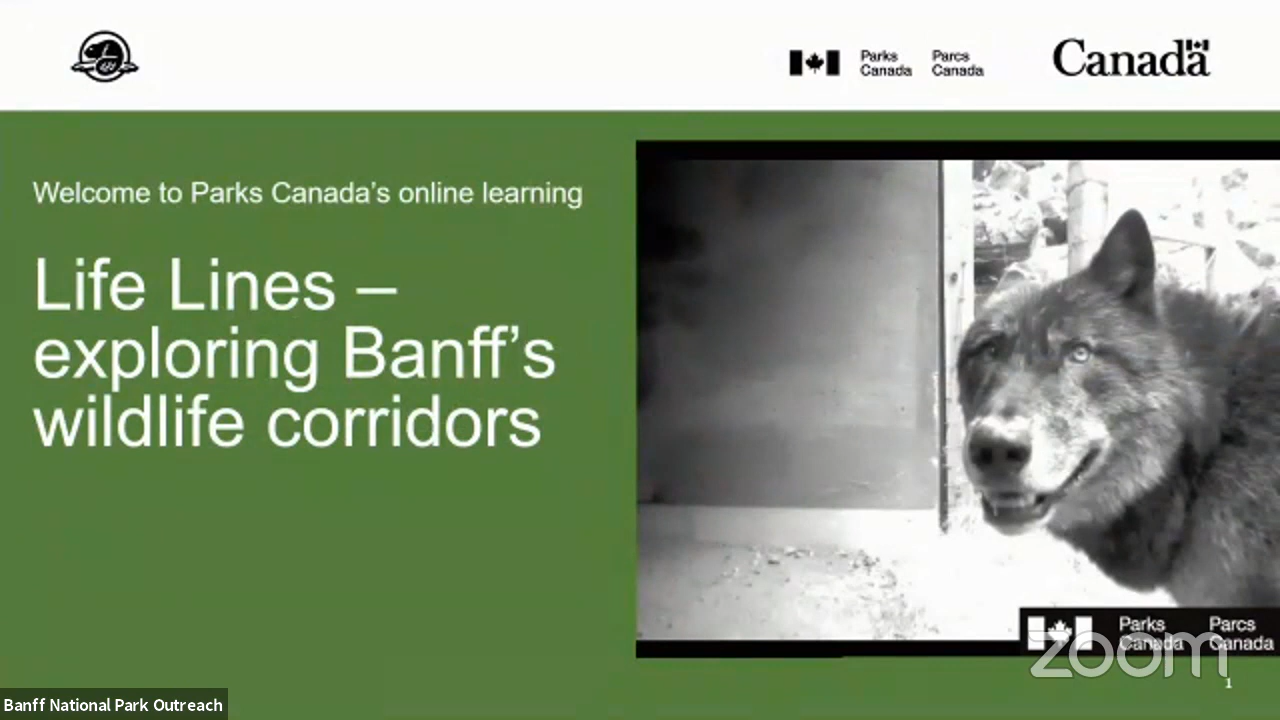 Parks Canada
Parcs Canada
Canada
Welcome to Parks Canada's online learning
Life Lines –
exploring Banff's
wildlife corridors
Parks Canada
Parcs Canada
zoom
1
Banff National Park Outreach